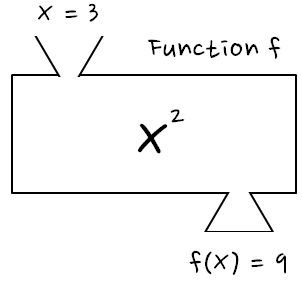 x = 3
Function f
x²
f(x) = 9